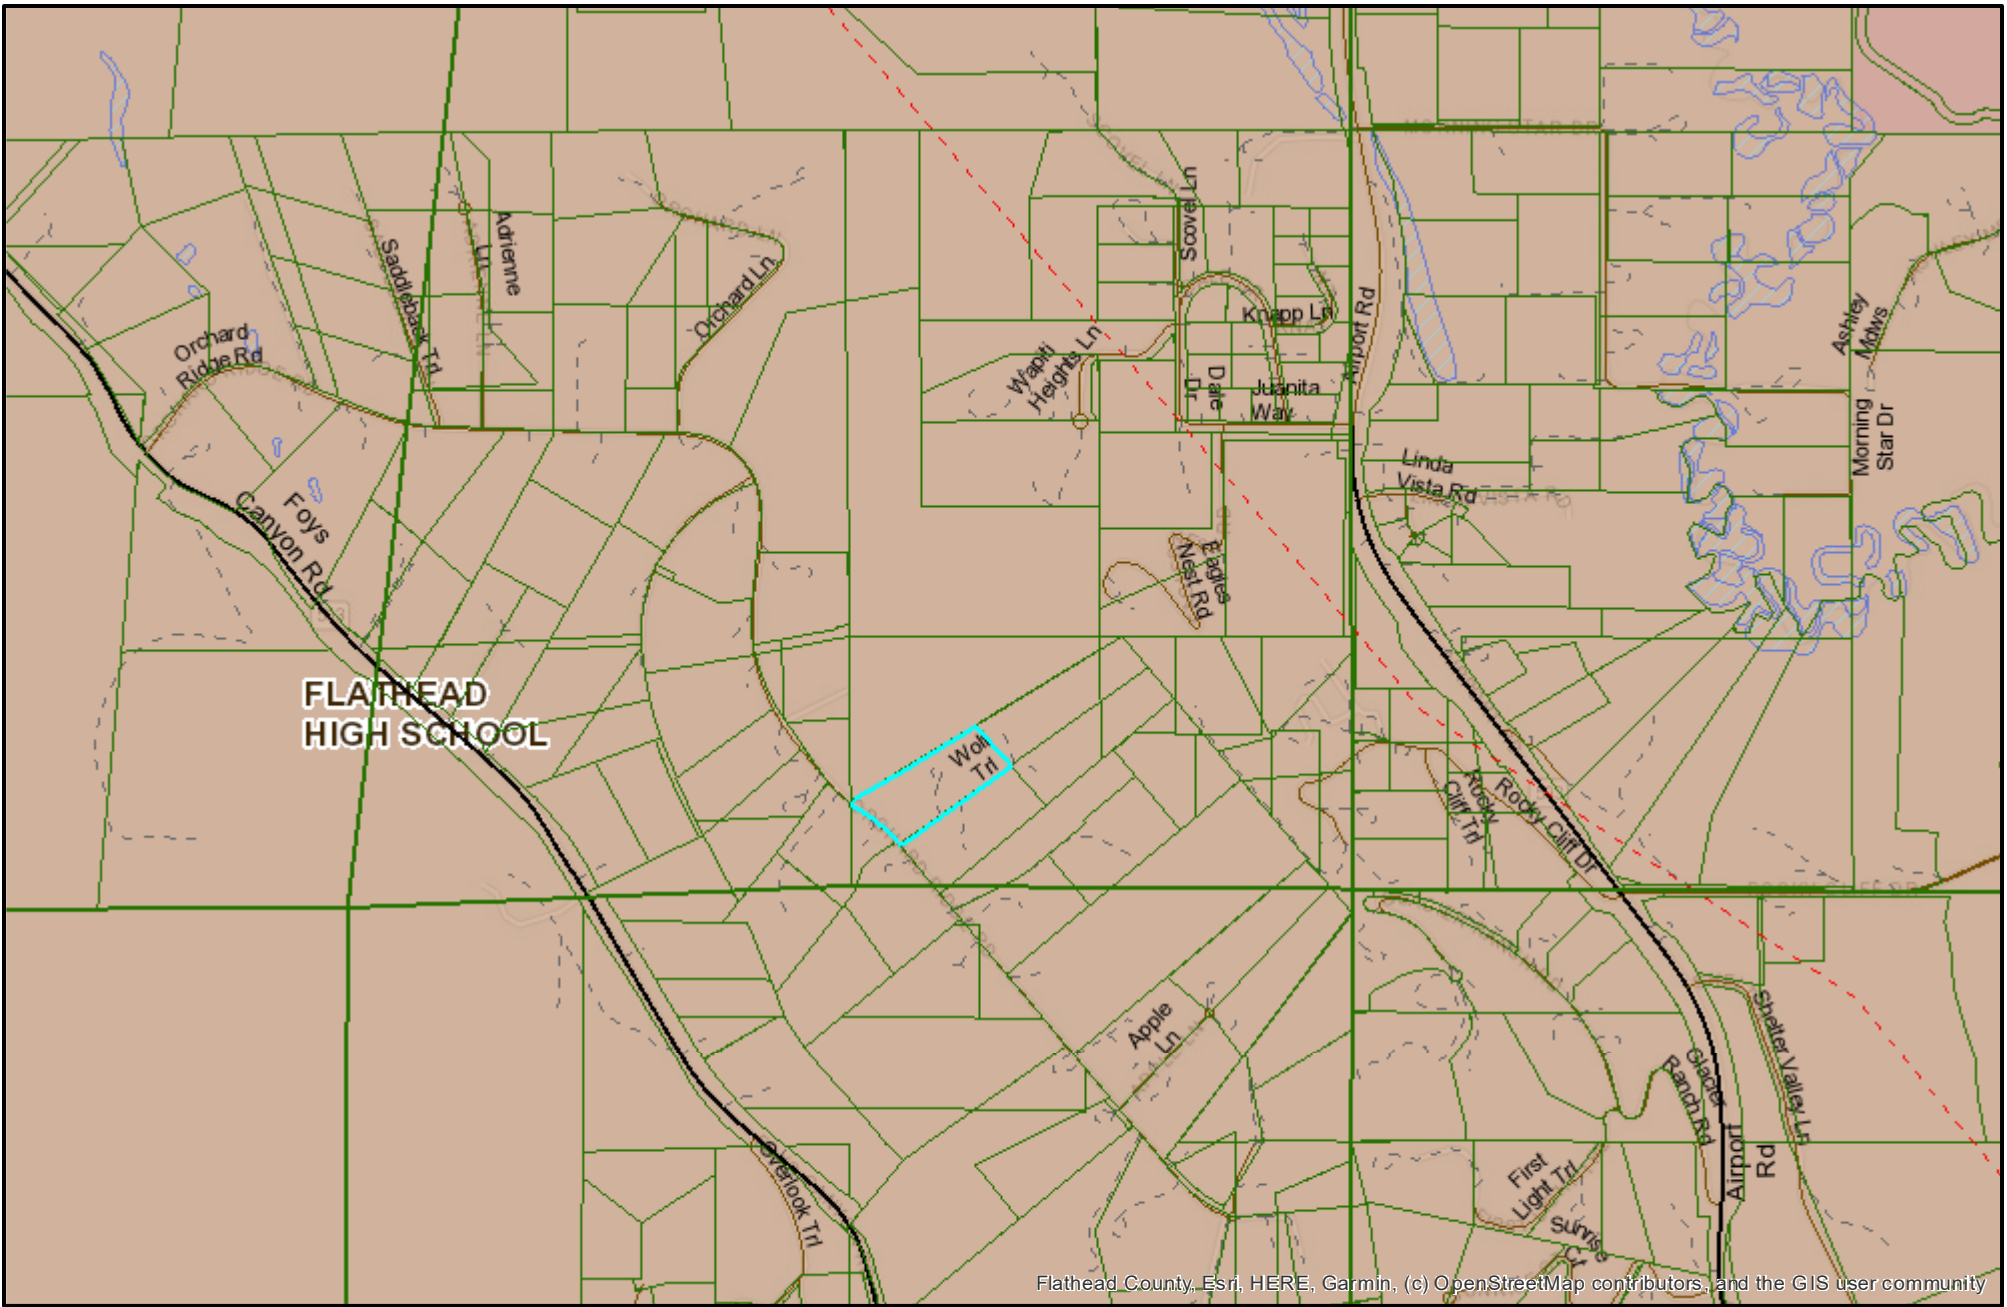 Scovel Ln
Adrienne
Ln
Saddleback Trl
Orchard Ln
Orchard
Ridge Rd
Knapp Ln
Airport Rd
Wapiti
Heights Ln
Dale
Dr
Juanita
Way
Ashley
Mdws
Morning
Star Dr
Linda
Vista Rd
Foys
Canyon Rd
Eagles
Nest Rd
FLATHEAD
HIGH SCHOOL
Trl
Rocky
Cliff Trl
Rocky Cliff Dr
Apple
Ln
Shelter Valley Ln
Glacier
Ranch Rd
Airport
Rd
Overlook Trl
First
Light Trl
Sunrise
Ct
Flathead County, Esri, HERE, Garmin, (c) OpenStreetMap contributors, and the GIS user community